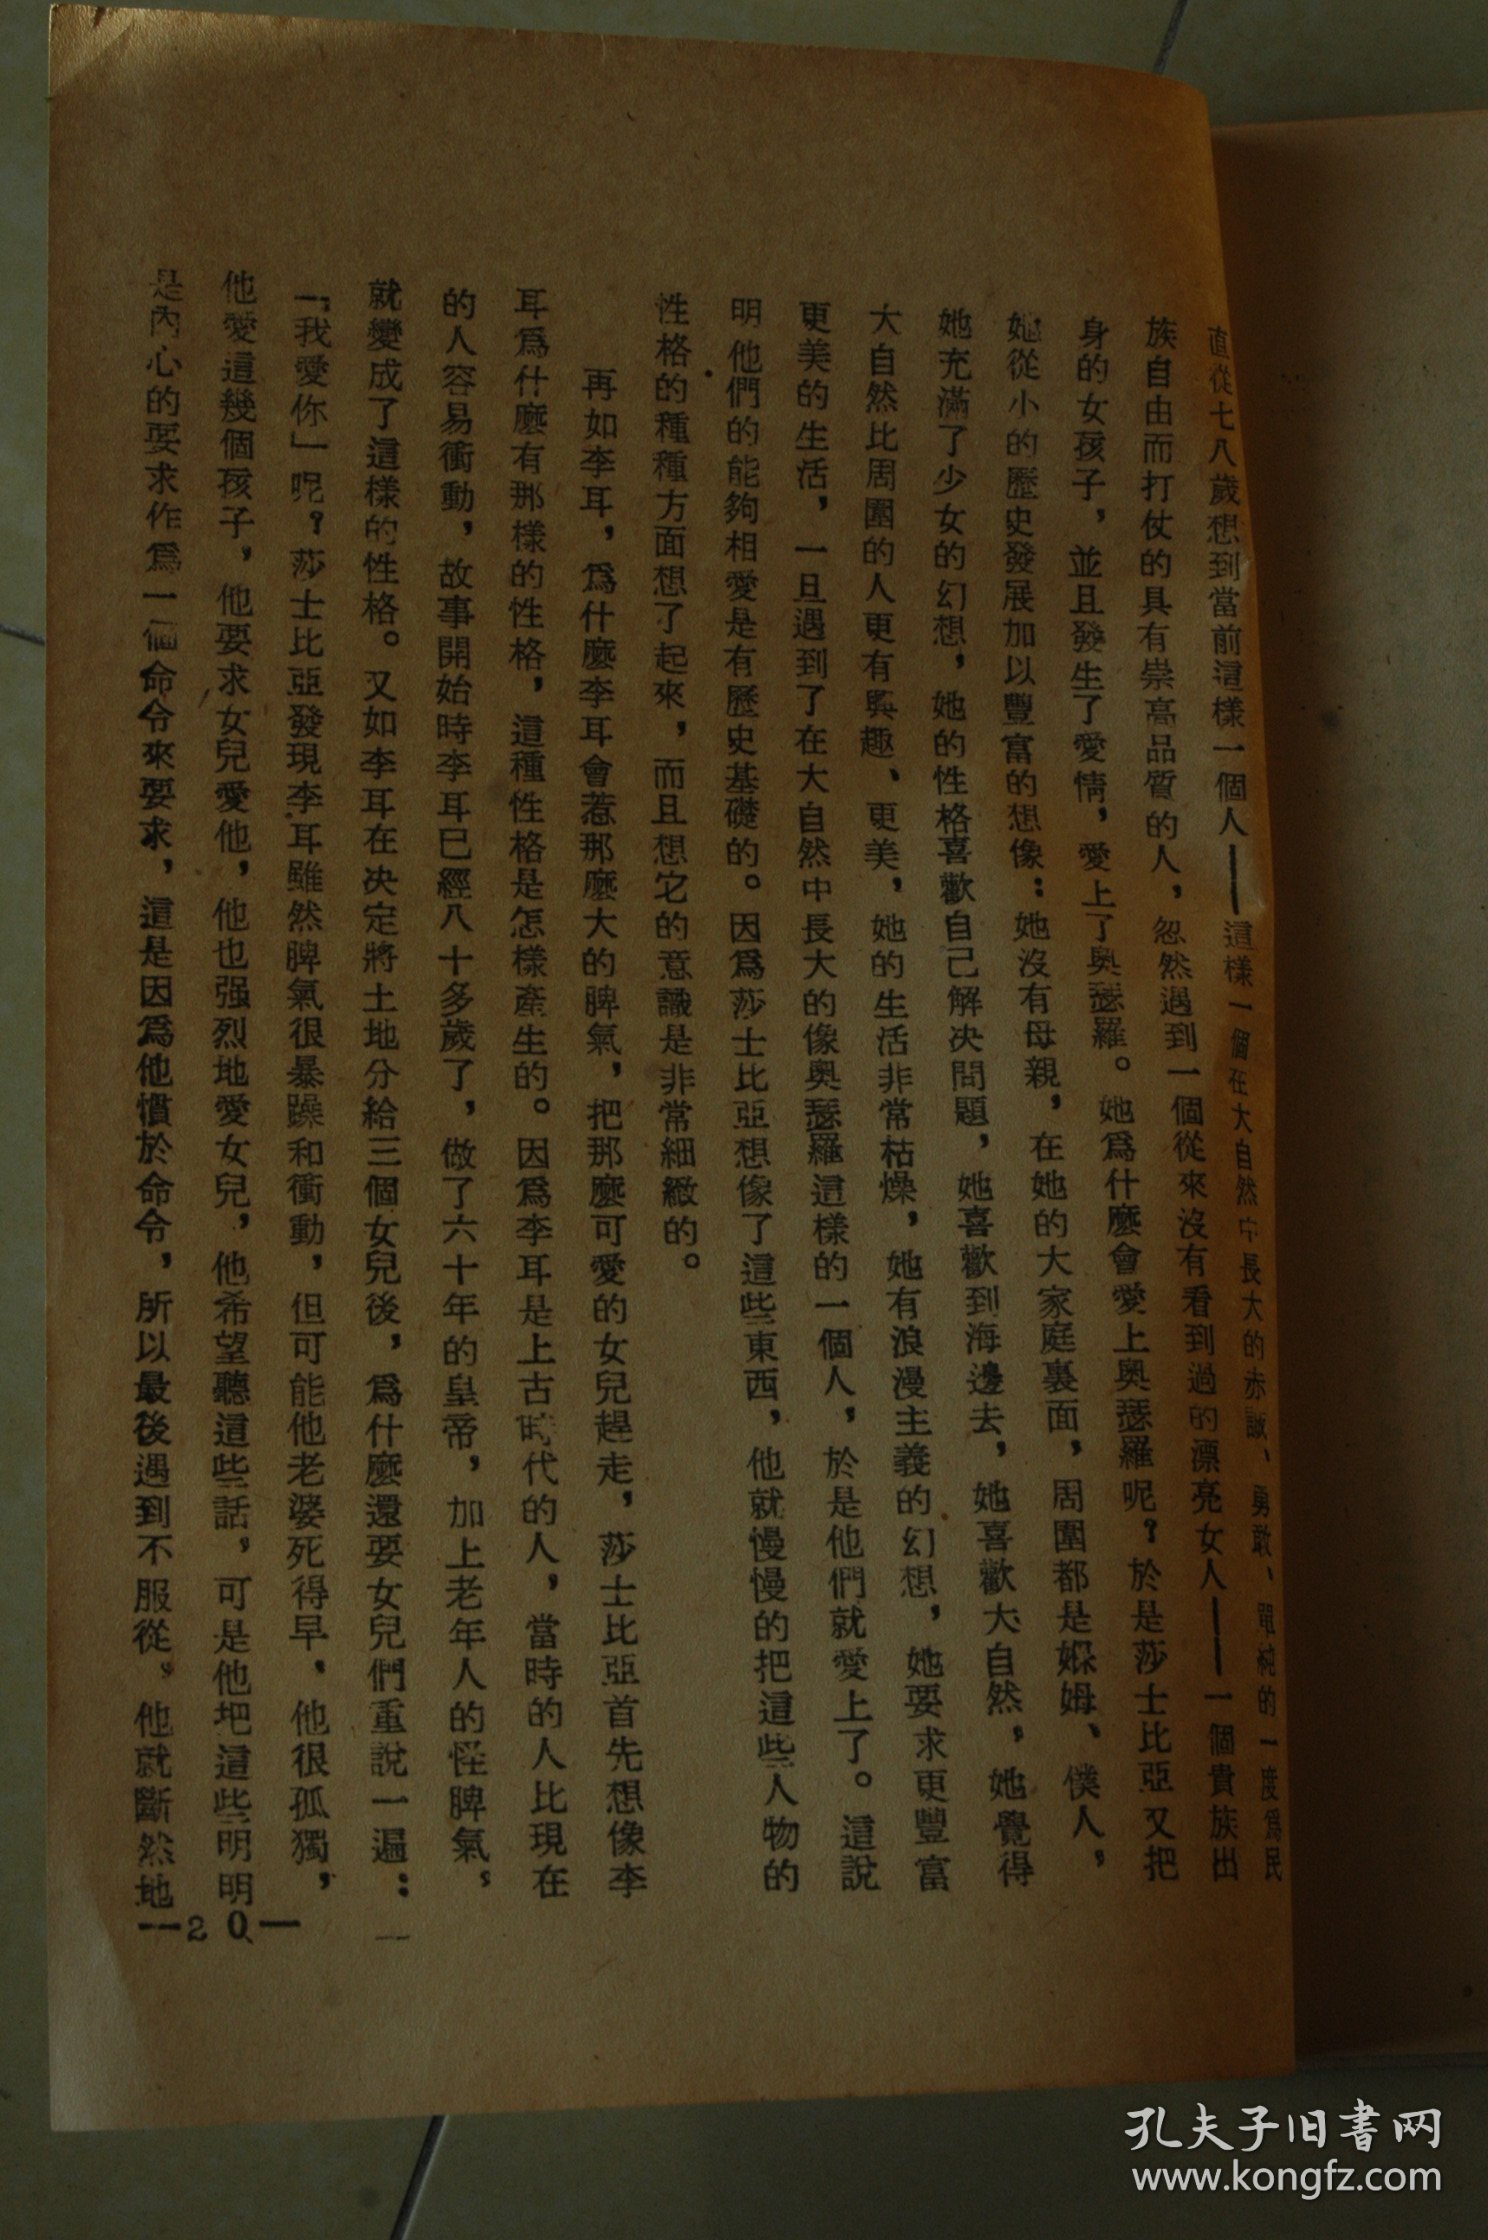 直從七八歲想到當前這樣一個人——這樣一個在大自然中長大的赤誠、勇敢、單純的一度為民
族自由而打仗的具有崇高品質的人，忽然遇到一個從來沒有看到過的漂亮女人——一個貴族出
身的女孩子，並且發生了愛情，愛上了奧瑟羅。她爲什麼會愛上奧瑟羅呢？於是莎士比亞又把
她從小的歷史發展加以豐富的想像：她沒有母親，在她的大家庭裏面，周圍都是媬姆、僕人，
她充滿了少女的幻想，她的性格喜歡自己解决問題，她喜歡到海邊去，她喜歡大自然，她覺得
大自然比周圍的人更有興趣、更美，她的生活非常枯燥，她有浪漫主義的幻想，她要求更豐富
更美的生活，一旦遇到了在大自然中長大的像奧瑟羅這樣的一個人，於是他們就愛上了。這說
明他們的能夠相愛是有歷史基礎的。因爲莎士比亞想像了這些東西，他就慢慢的把這些人物的
性格的種種方面想了起來，而且想它的意識是非常細緻的。
再如李耳，爲什麼李耳會惹那麼大的脾氣，把那麼可愛的女兒趕走，莎士比亞首先想像李
耳爲什麼有那樣的性格，這種性格是怎樣產生的。因爲李耳是上古時代的人，當時的人比現在
的人容易衝動，故事開始時李耳已經八十多歲了，做了六十年的皇帝，加上老年人的怪脾氣，
就變成了這樣的性格。又如李耳在决定將土地分給三個女兒後，爲什麼還要女兒們重說一遍：
「我愛你」呢？莎士比亞發現李耳雖然脾氣很暴躁和衝動，但可能他老婆死得早，他很孤獨，
他愛這幾個孩子，他要求女兒愛他，他也强烈地愛女兒，他希望聽這些話，可是他把這些明明
是內心的要求作爲一個命令來要求，這是因爲他慣於命令，所以最後遇到不服從，他就斷然地
—20—
孔夫子旧書网
www.kongfz.com